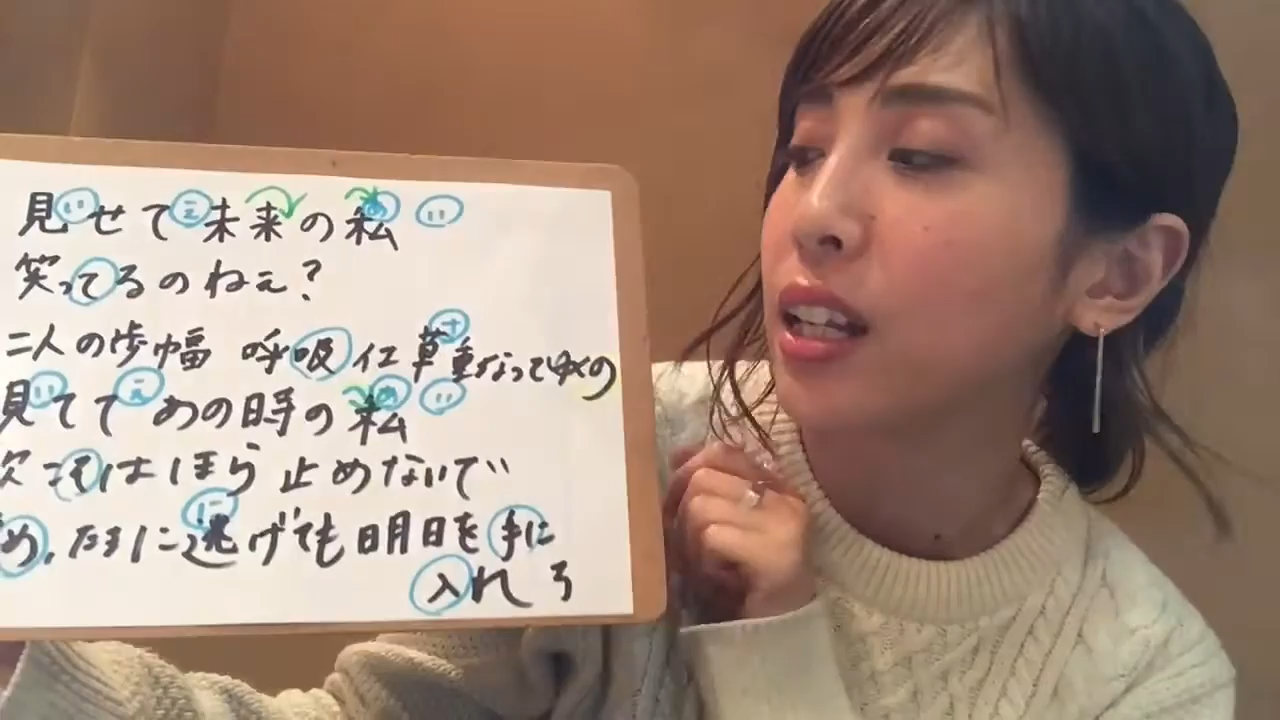 見せて未来の私
笑ってるのねえ?
二人の歩幅 呼吸 仕草重なってゆくの
見てて あの時の私
次こそはほら 止めないで
たまに逃げても明日を手に
入れろ